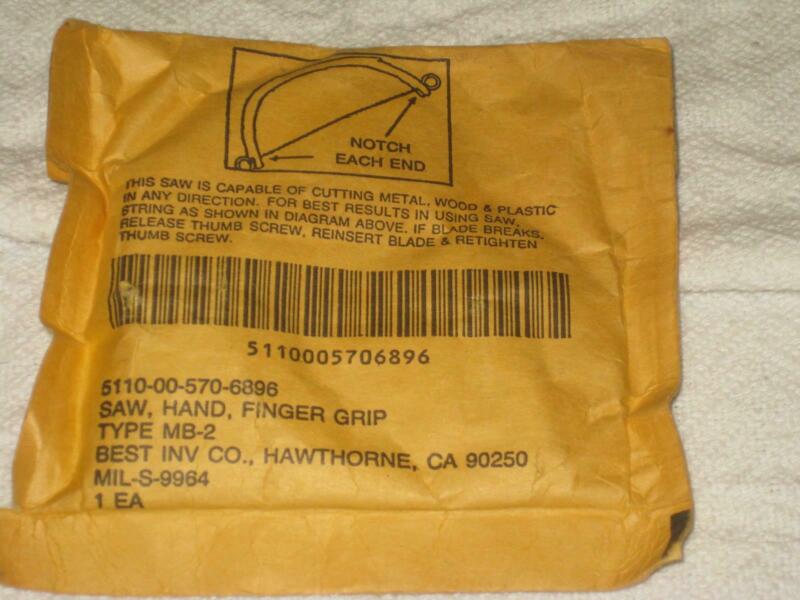 NOTCH
EACH END
THIS SAW IS CAPABLE OF CUTTING METAL, WOOD & PLASTIC
IN ANY DIRECTION. FOR BEST RESULTS IN USING SAW,
STRING AS SHOWN IN DIAGRAM ABOVE. IF BLADE BREAKS,
RELEASE THUMB SCREW, REINSERT BLADE & RETIGHTEN
THUMB SCREW.
5110005706896
5110-00-570-6896
SAW, HAND, FINGER GRIP
TYPE MB-2
BEST INV CO., HAWTHORNE, CA 90250
MIL-S-9964
1 EA